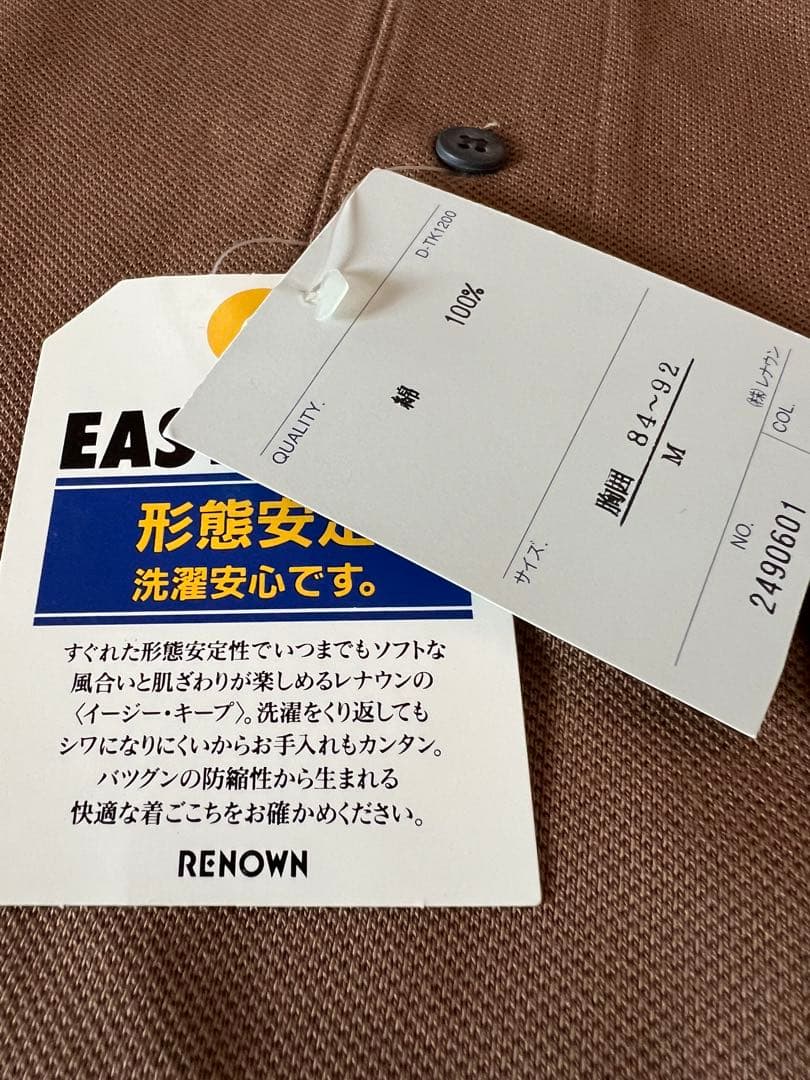 EAS
形態安定
洗濯安心です。
すぐれた形態安定性でいつまでもソフトな
風合いと肌ざわりが楽しめるレナウンの
〈イージー・キープ〉。洗濯をくり返しても
シワになりにくいからお手入れもカンタン。
バツグンの防縮性から生まれる
快適な着ごこちをお確かめください。
RENOWN
D-TK1200
QUALITY.
綿 100%
サイズ.
胸囲 84~92
M
㈱レナウン
NO.
COL.
2490601